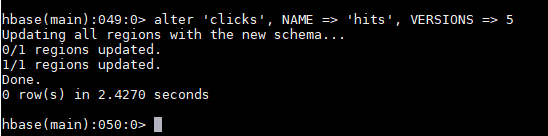 hbase(main):049:0> alter 'clicks', NAME => 'hits', VERSIONS => 5
Updating all regions with the new schema...
0/1 regions updated.
1/1 regions updated.
Done.
0 row(s) in 2.4270 seconds
hbase(main):050:0>